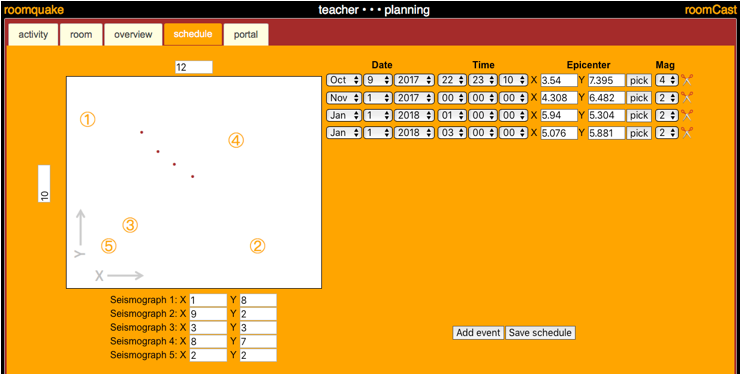 roomquake teacher • • • planning roomCast
activity room overview schedule portal
12
10
① ④ ③ ⑤ ②
Y
X
Date Time Epicenter Mag
Oct 9 2017 22 23 10 X 3.54 Y 7.395 pick 4
Nov 1 2017 00 00 00 X 4.308 Y 6.482 pick 2
Jan 1 2018 01 00 00 X 5.94 Y 5.304 pick 2
Jan 1 2018 03 00 00 X 5.076 Y 5.881 pick 2
Seismograph 1: X 1 Y 8
Seismograph 2: X 9 Y 2
Seismograph 3: X 3 Y 3
Seismograph 4: X 8 Y 7
Seismograph 5: X 2 Y 2
Add event Save schedule